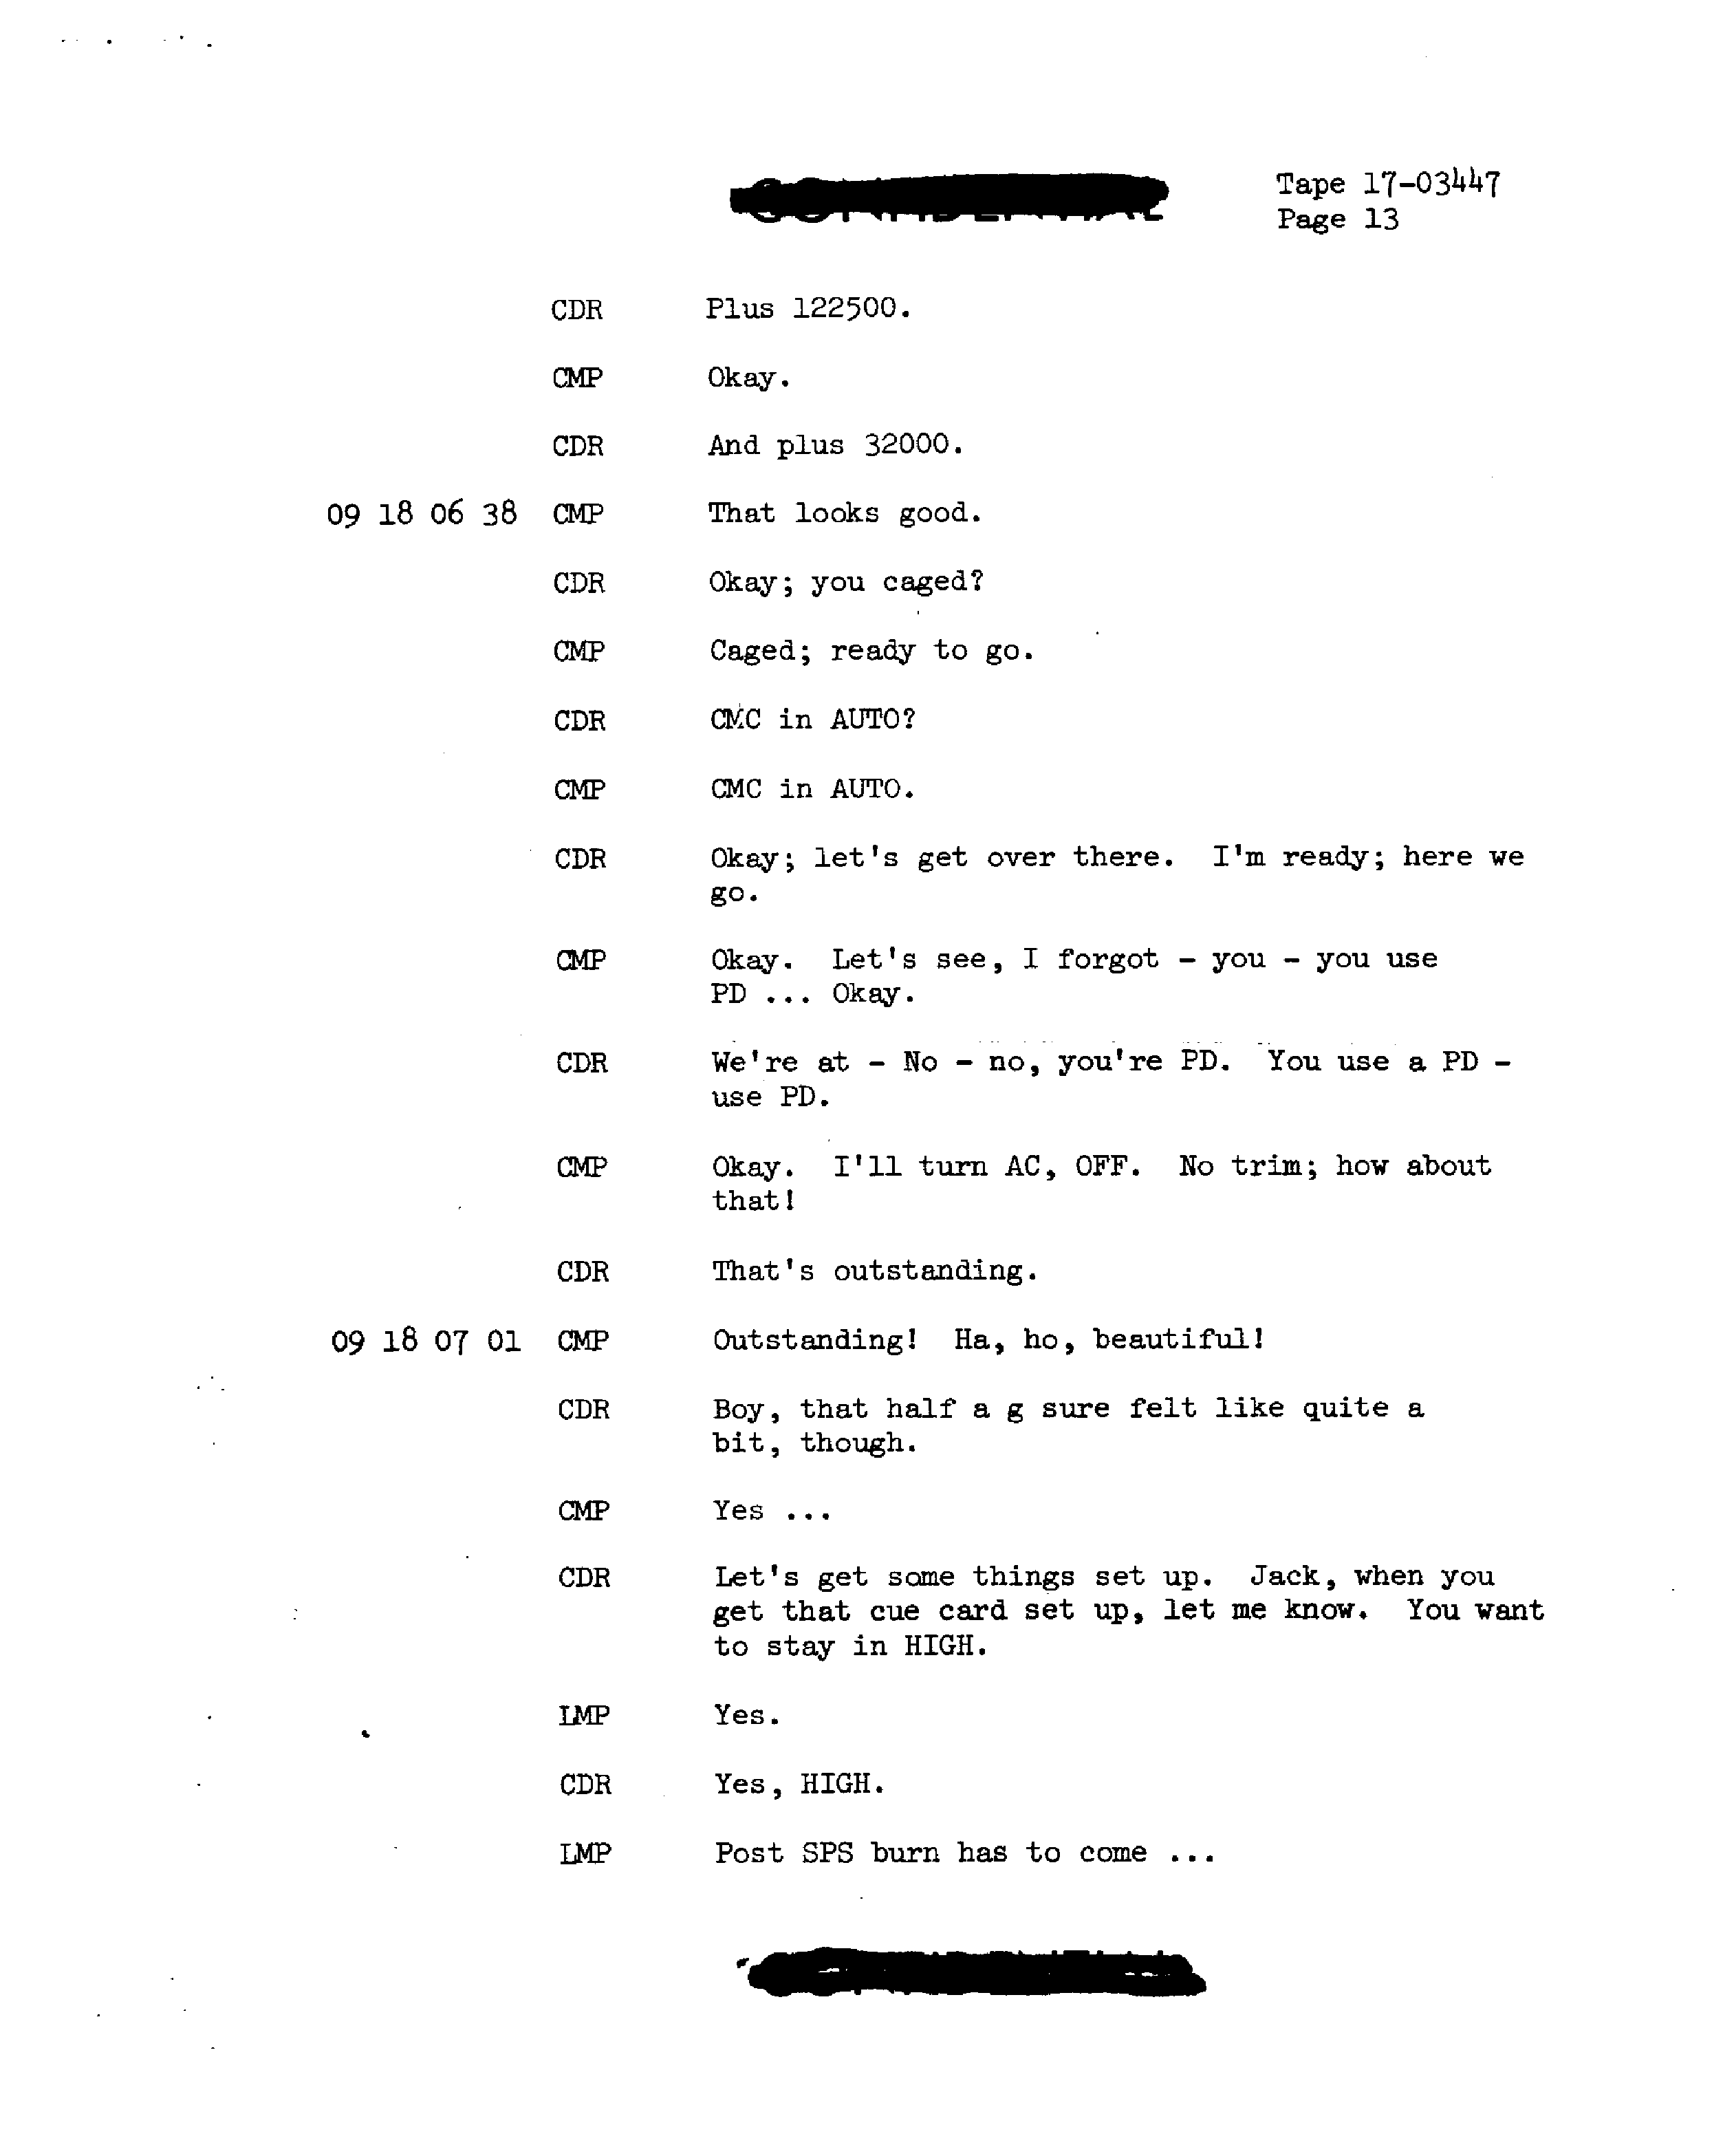 Tape 17-03447
Page 13
CDR Plus 122500.
CMP Okay.
CDR And plus 32000.
09 18 06 38 CMP That looks good.
CDR Okay; you caged?
CMP Caged; ready to go.
CDR CMC in AUTO?
CMP CMC in AUTO.
CDR Okay; let's get over there. I'm ready; here we
go.
CMP Okay. Let's see, I forgot - you - you use
PD ... Okay.
CDR We're at - No - no, you're PD. You use a PD -
use PD.
CMP Okay. I'll turn AC, OFF. No trim; how about
that!
CDR That's outstanding.
09 18 07 01 CMP Outstanding! Ha, ho, beautiful!
CDR Boy, that half a g sure felt like quite a
bit, though.
CMP Yes ...
CDR Let's get some things set up. Jack, when you
get that cue card set up, let me know. You want
to stay in HIGH.
LMP Yes.
CDR Yes, HIGH.
LMP Post SPS burn has to come ...